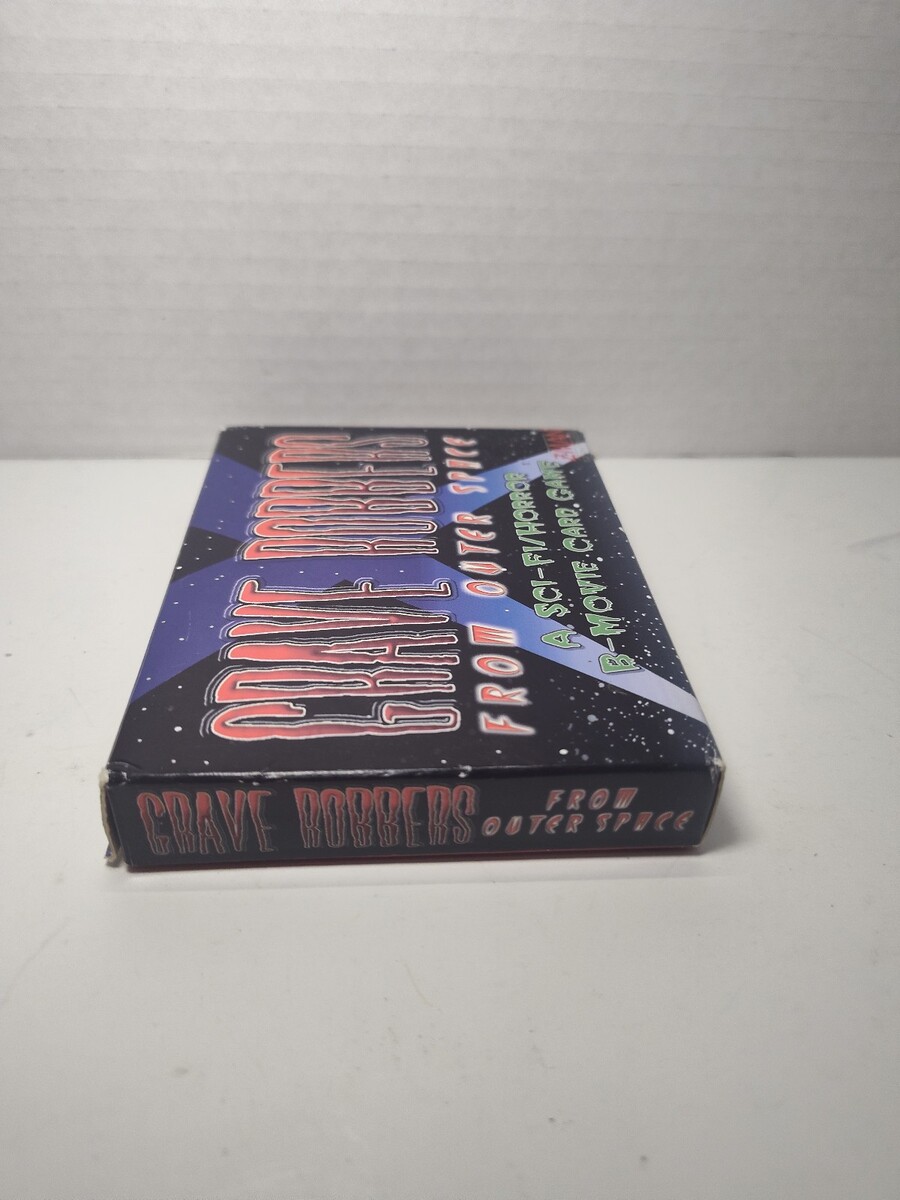 GRAVE ROBBERS
FROM OUTER SPACE
A SCI-FI/HORROR
B-MOVIE CARD GAME
GRAVE ROBBERS
FROM
OUTER SPACE